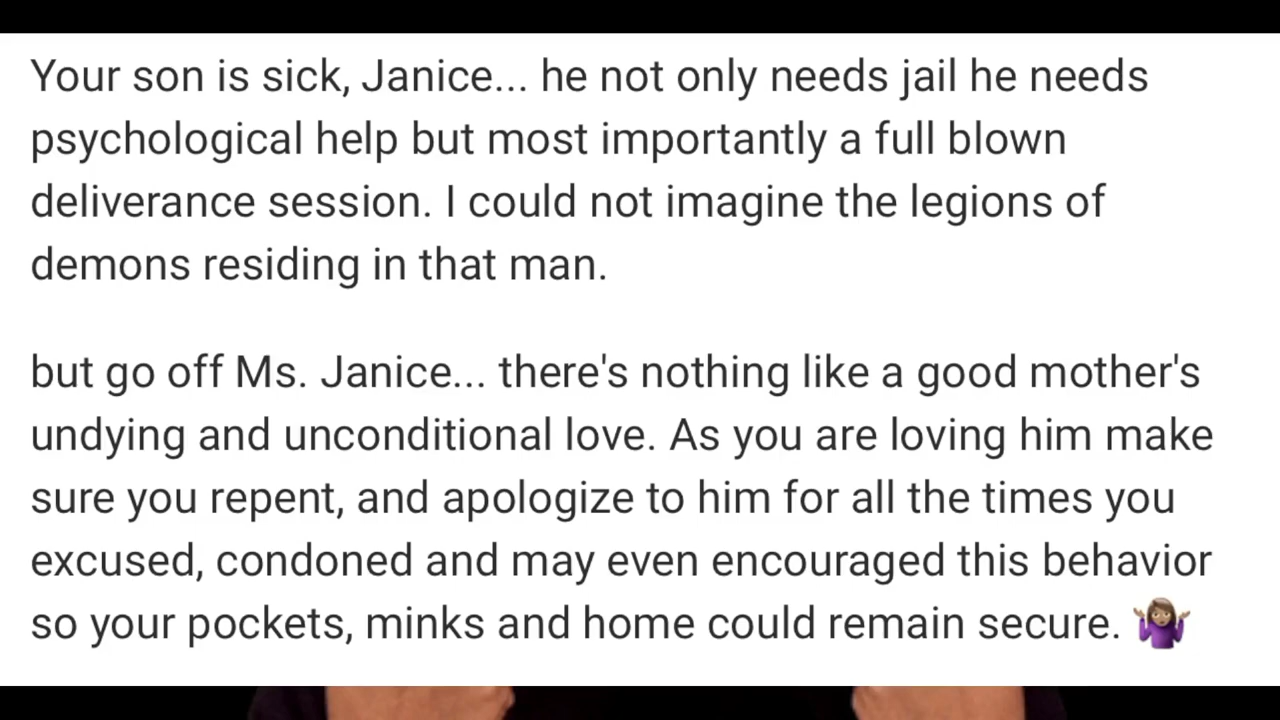 Your son is sick, Janice... he not only needs jail he needs
psychological help but most importantly a full blown
deliverance session. I could not imagine the legions of
demons residing in that man.
but go off Ms. Janice... there's nothing like a good mother's
undying and unconditional love. As you are loving him make
sure you repent, and apologize to him for all the times you
excused, condoned and may even encouraged this behavior
so your pockets, minks and home could remain secure. 🤷🏽‍♀️